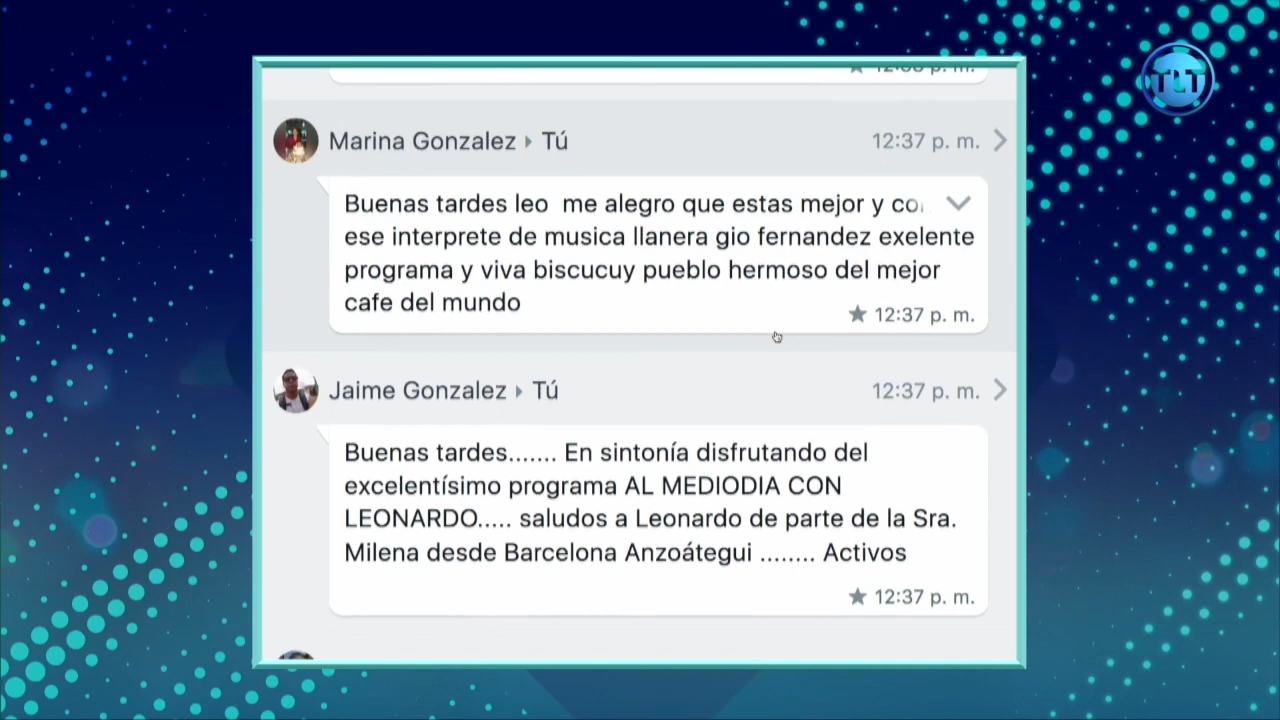 TLT
Marina Gonzalez ▸ Tú
12:37 p. m.
Buenas tardes leo me alegro que estas mejor y
ese interprete de musica llanera gio fernandez exelente
programa y viva biscucuy pueblo hermoso del mejor
cafe del mundo
★ 12:37 p. m.
Jaime Gonzalez ▸ Tú
12:37 p. m.
Buenas tardes....... En sintonía disfrutando del
excelentísimo programa AL MEDIODIA CON
LEONARDO..... saludos a Leonardo de parte de la Sra.
Milena desde Barcelona Anzoátegui ........ Activos
★ 12:37 p. m.